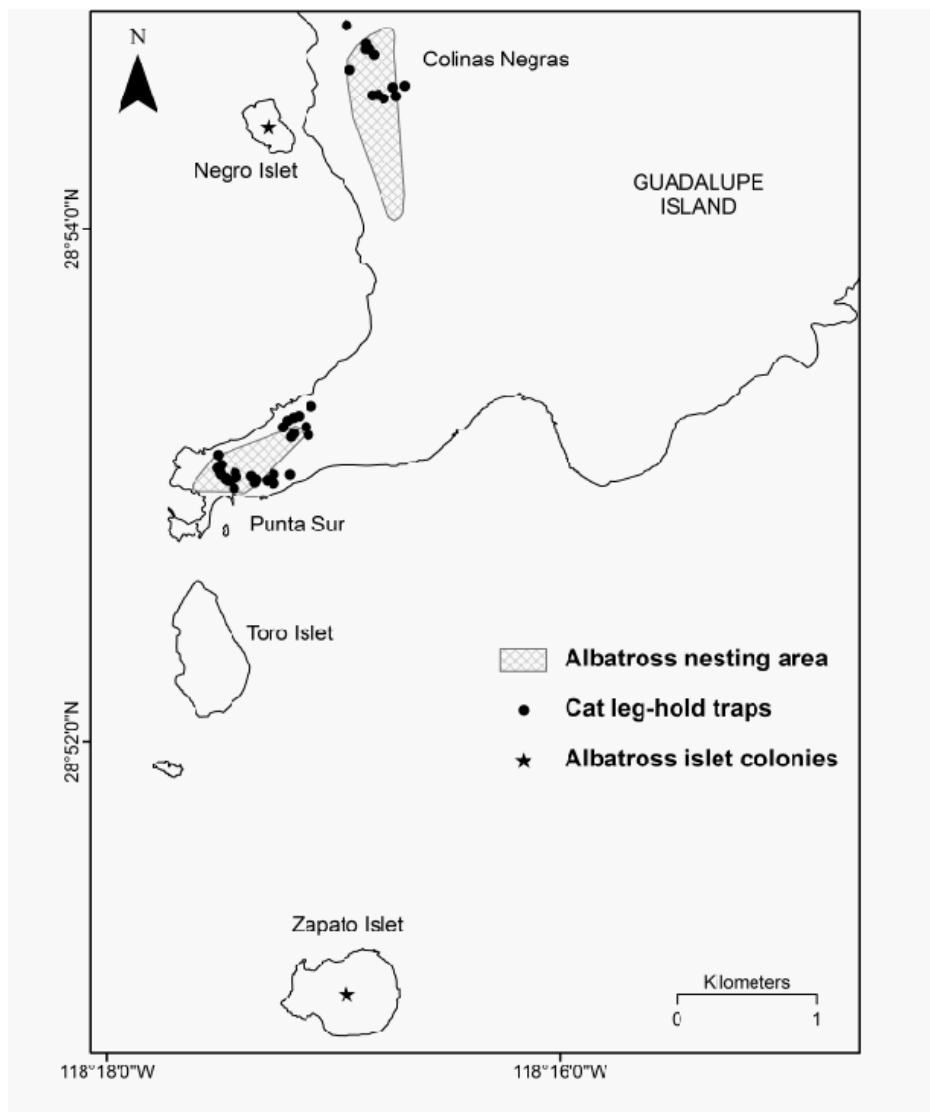 N
Colinas Negras
Negro Islet
GUADALUPE
ISLAND
28°54'0"N
Punta Sur
Toro Islet
Albatross nesting area
Cat leg-hold traps
28°52'0"N
Albatross islet colonies
Zapato Islet
Kilometers
0 1
118°18'0"W 118°16'0"W